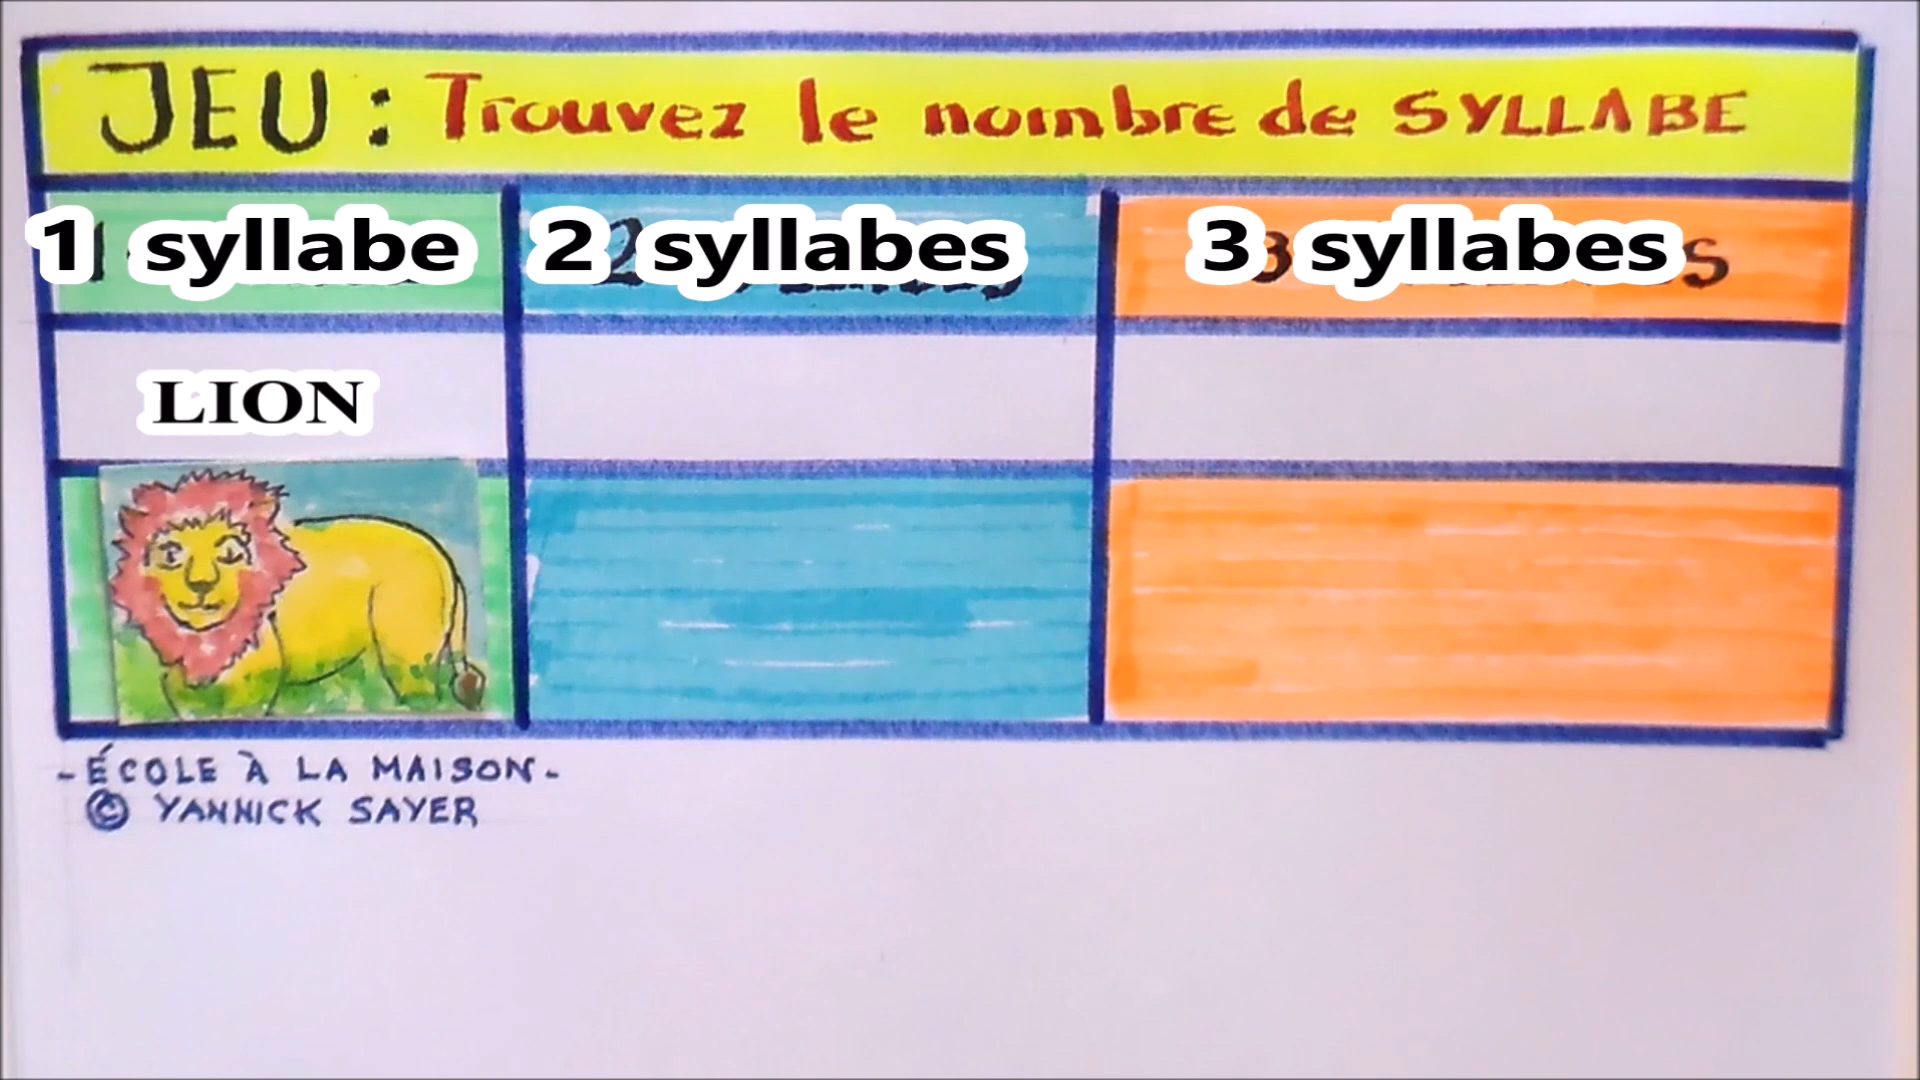 JEU : Trouvez le nombre de SYLLABE
1 syllabe 2 syllabes 3 syllabes
LION
- ÉCOLE À LA MAISON -
© YANNICK SAYER